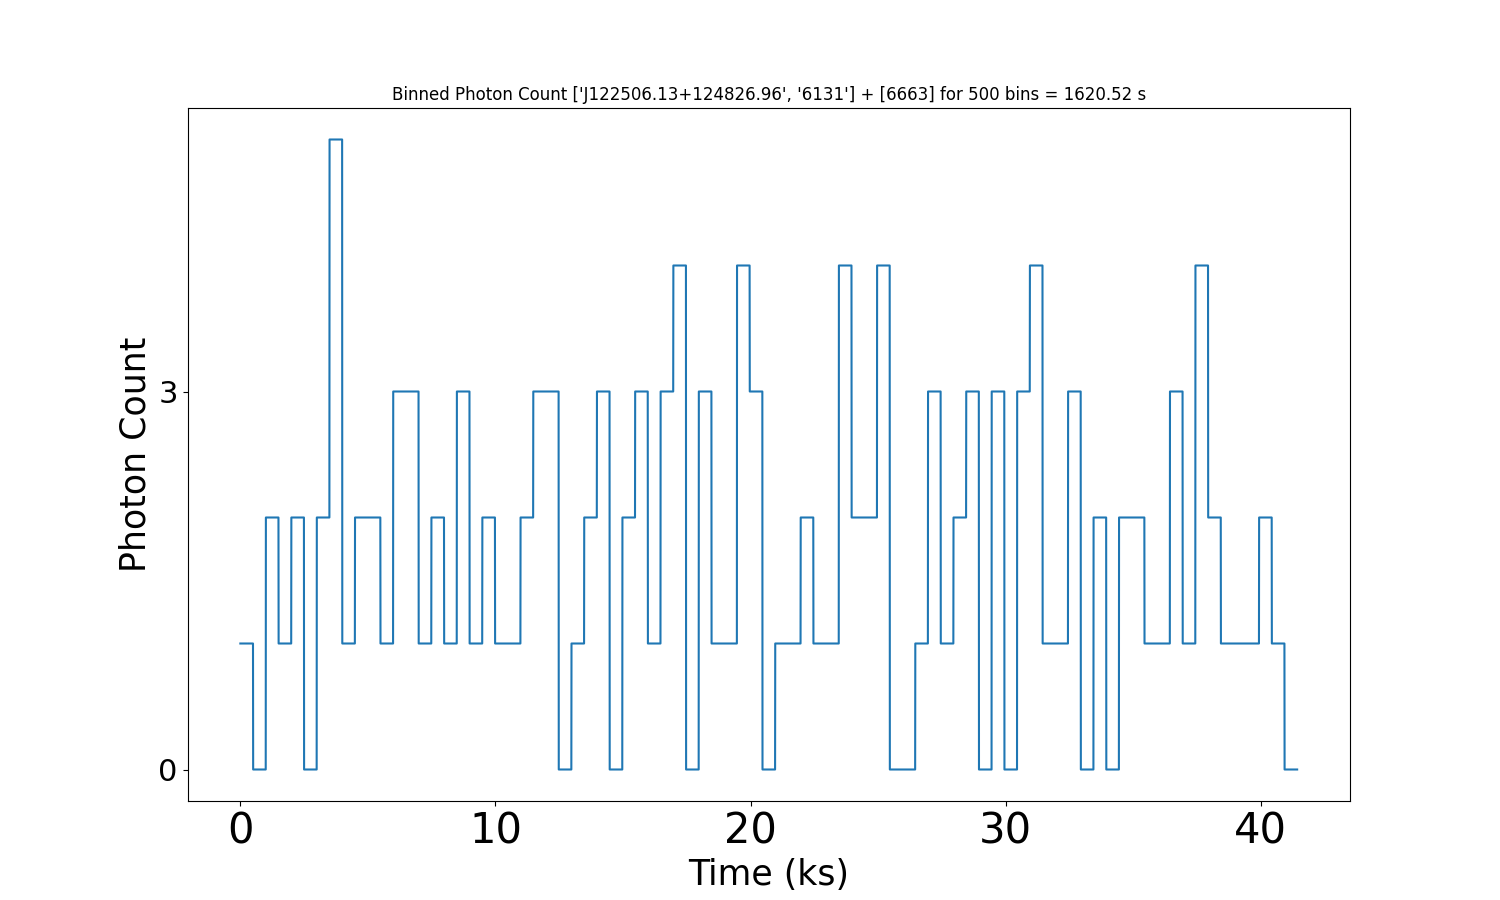 Binned Photon Count ['J122506.13+124826.96', '6131'] + [6663] for 500 bins = 1620.52 s
Photon Count
3
0
0 10 20 30 40
Time (ks)